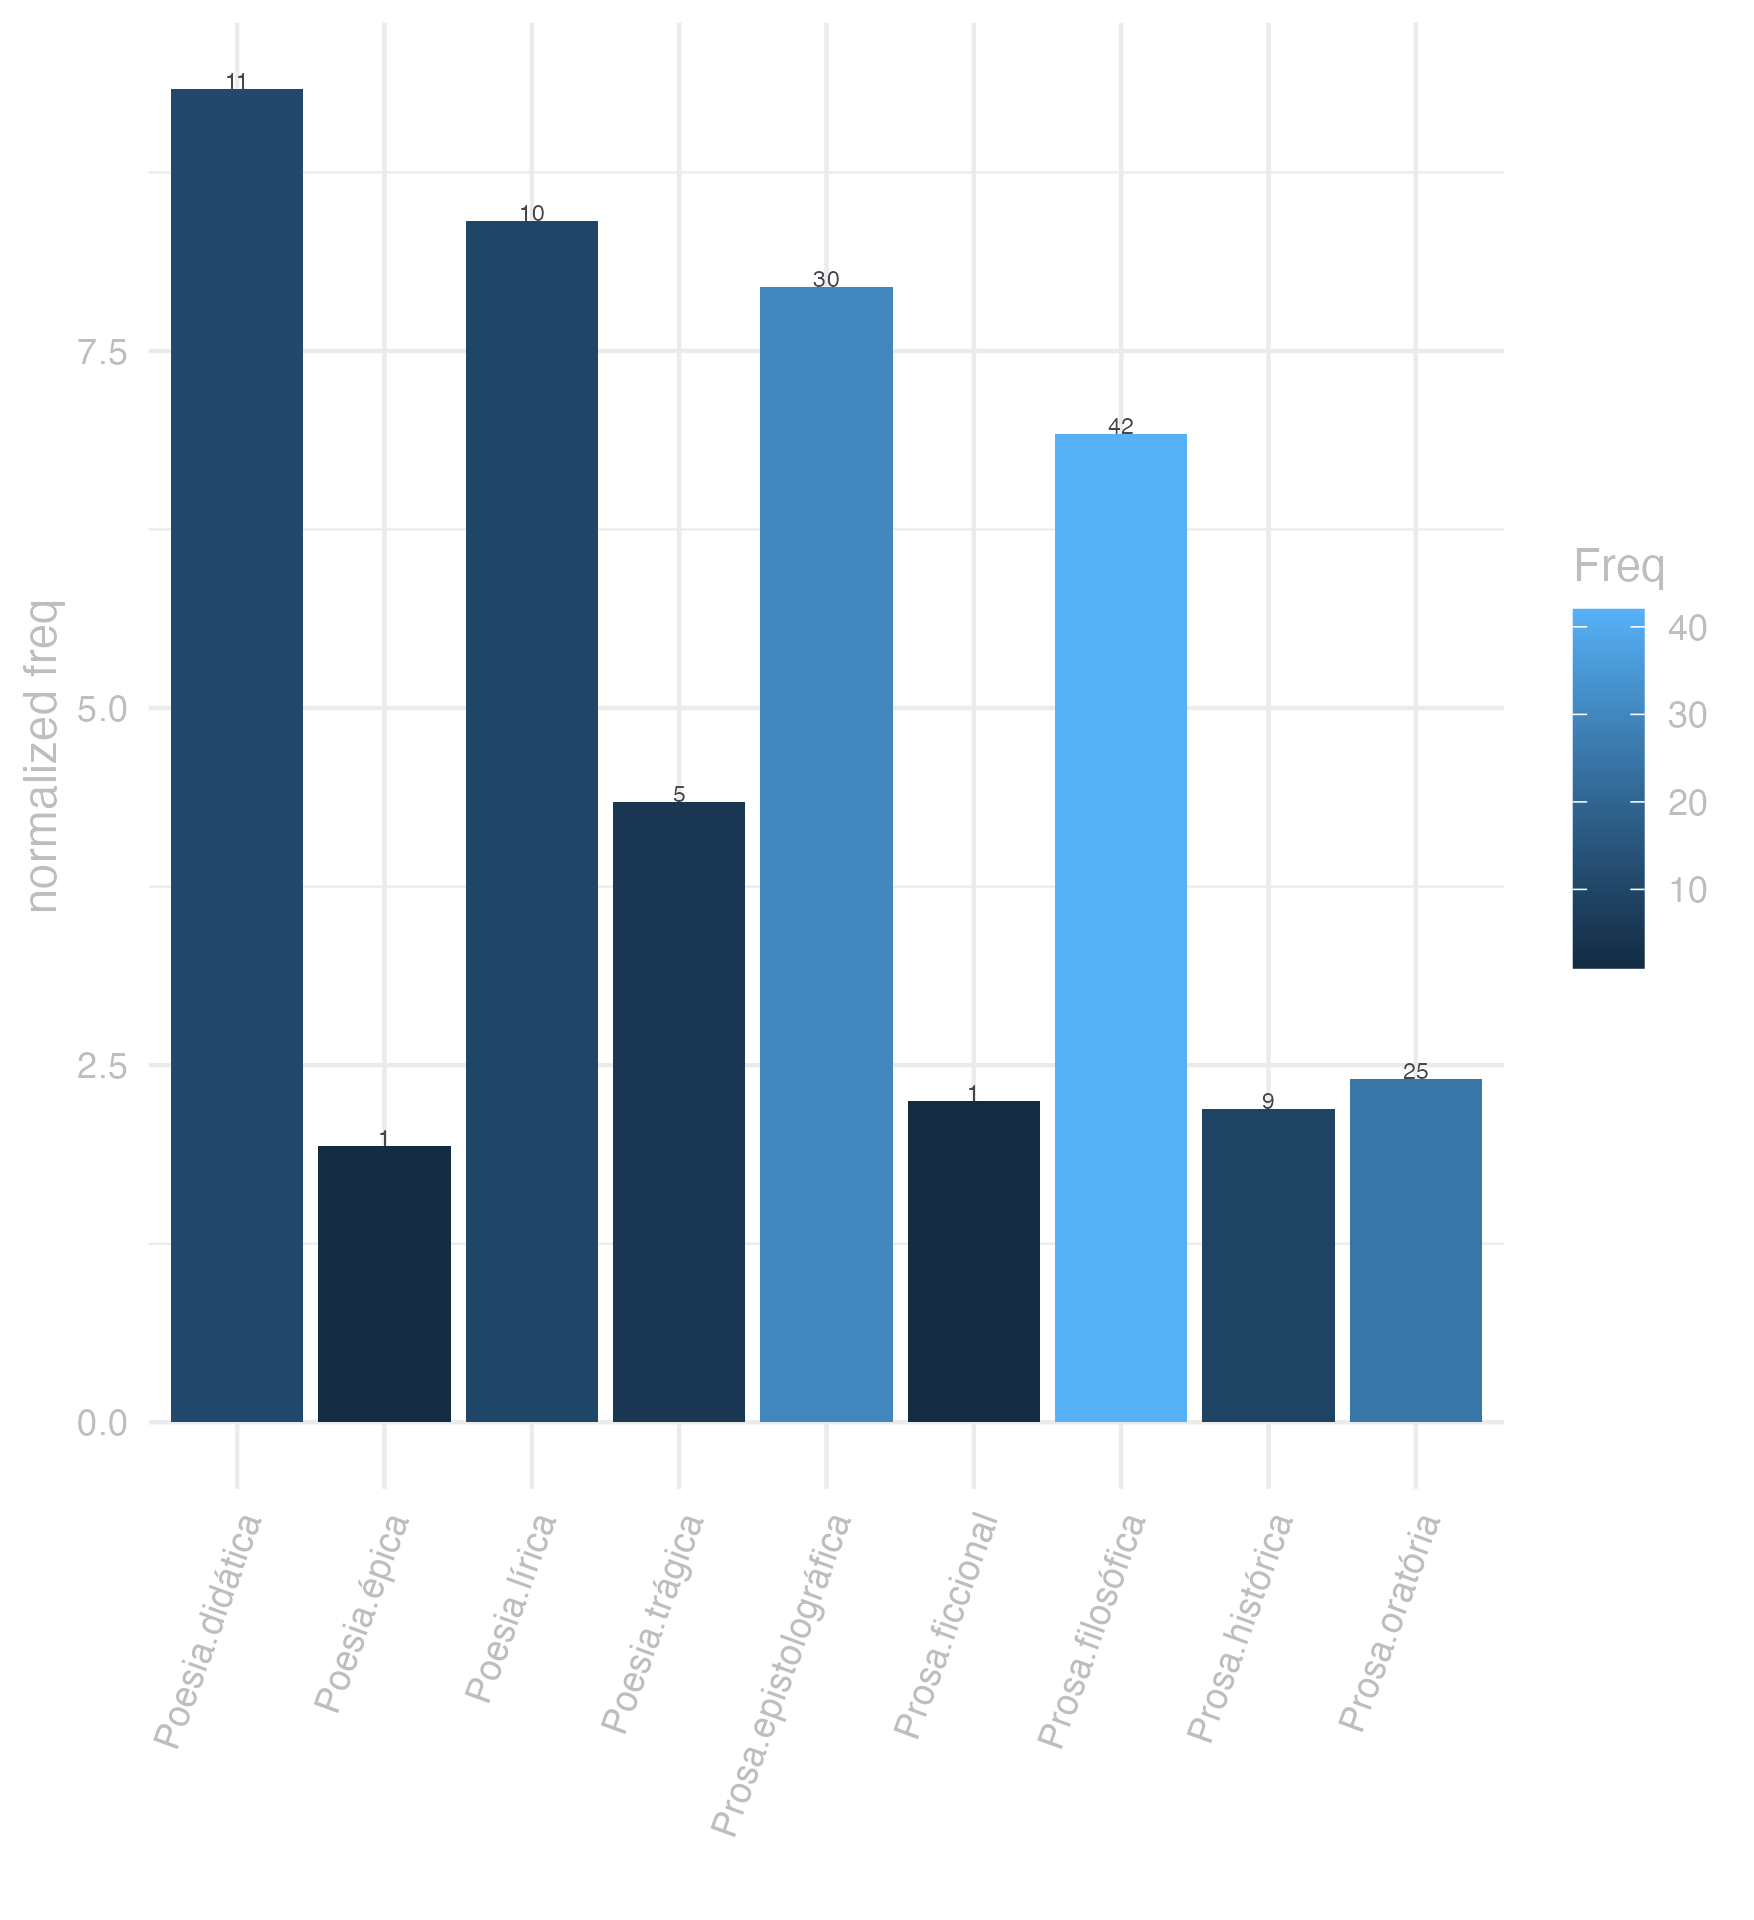 11
10
30
7.5
42
Freq
40
normalized freq
5.0
30
5
20
10
2.5
25
1
9
1
0.0
Poesia.didática
Poesia.épica
Poesia.lírica
Poesia.trágica
Prosa.epistolográfica
Prosa.ficcional
Prosa.filosófica
Prosa.histórica
Prosa.oratória